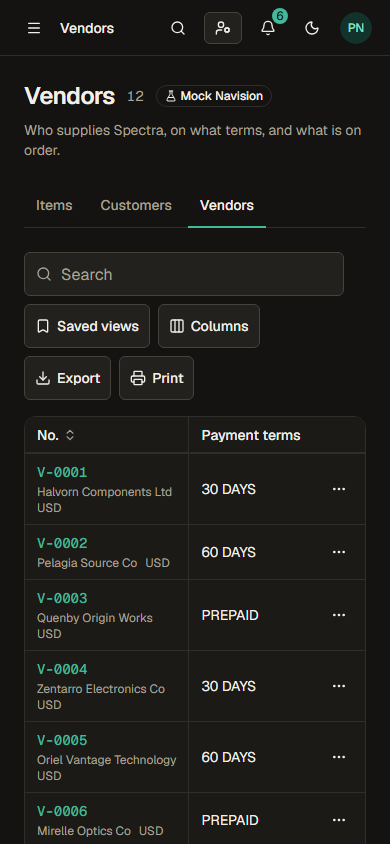 Vendors
6
PN
Vendors 12 Mock Navision
Who supplies Spectra, on what terms, and what is on
order.
Items Customers Vendors
Search
Saved views Columns
Export Print
No. Payment terms
V-0001
Halvorn Components Ltd
USD
30 DAYS
V-0002
Pelagia Source Co USD
60 DAYS
V-0003
Quenby Origin Works
USD
PREPAID
V-0004
Zentarro Electronics Co
USD
30 DAYS
V-0005
Oriel Vantage Technology
USD
60 DAYS
V-0006
Mirelle Optics Co USD
PREPAID